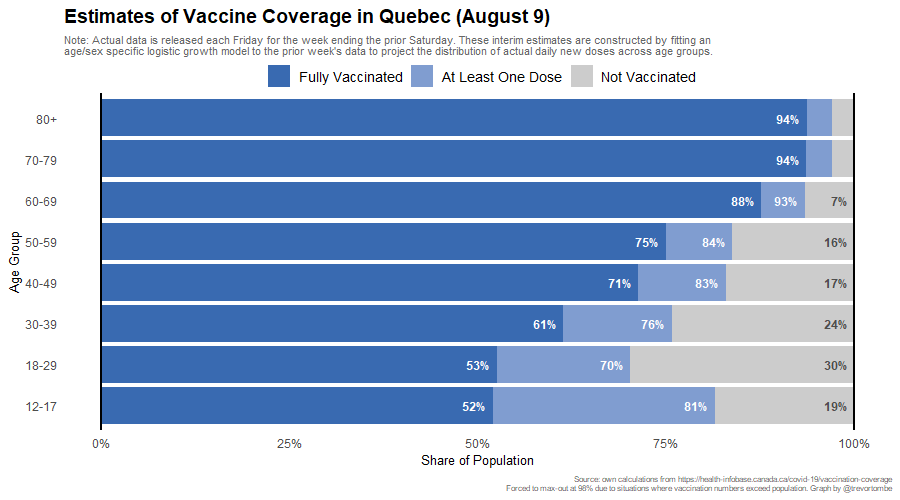 Estimates of Vaccine Coverage in Quebec (August 9)
Note: Actual data is released each Friday for the week ending the prior Saturday. These interim estimates are constructed by fitting an
age/sex specific logistic growth model to the prior week's data to project the distribution of actual daily new doses across age groups.
Fully Vaccinated At Least One Dose Not Vaccinated
Age Group
80+ 94%
70-79 94%
60-69 88% 93% 7%
50-59 75% 84% 16%
40-49 71% 83% 17%
30-39 61% 76% 24%
18-29 53% 70% 30%
12-17 52% 81% 19%
0% 25% 50% 75% 100%
Share of Population
Source: own calculations from https://health-infobase.canada.ca/covid-19/vaccination-coverage
Forced to max-out at 98% due to situations where vaccination numbers exceed population. Graph by @trevortombe